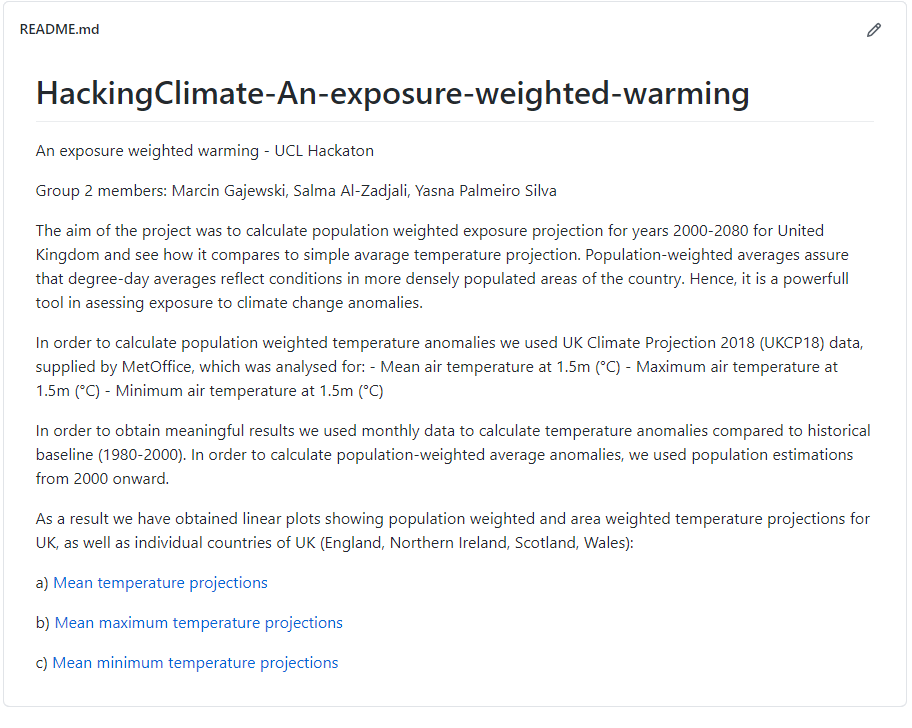 README.md
HackingClimate-An-exposure-weighted-warming
An exposure weighted warming - UCL Hackaton
Group 2 members: Marcin Gajewski, Salma Al-Zadjali, Yasna Palmeiro Silva
The aim of the project was to calculate population weighted exposure projection for years 2000-2080 for United
Kingdom and see how it compares to simple avarage temperature projection. Population-weighted averages assure
that degree-day averages reflect conditions in more densely populated areas of the country. Hence, it is a powerfull
tool in asessing exposure to climate change anomalies.
In order to calculate population weighted temperature anomalies we used UK Climate Projection 2018 (UKCP18) data,
supplied by MetOffice, which was analysed for: - Mean air temperature at 1.5m (°C) - Maximum air temperature at
1.5m (°C) - Minimum air temperature at 1.5m (°C)
In order to obtain meaningful results we used monthly data to calculate temperature anomalies compared to historical
baseline (1980-2000). In order to calculate population-weighted average anomalies, we used population estimations
from 2000 onward.
As a result we have obtained linear plots showing population weighted and area weighted temperature projections for
UK, as well as individual countries of UK (England, Northern Ireland, Scotland, Wales):
a) Mean temperature projections
b) Mean maximum temperature projections
c) Mean minimum temperature projections